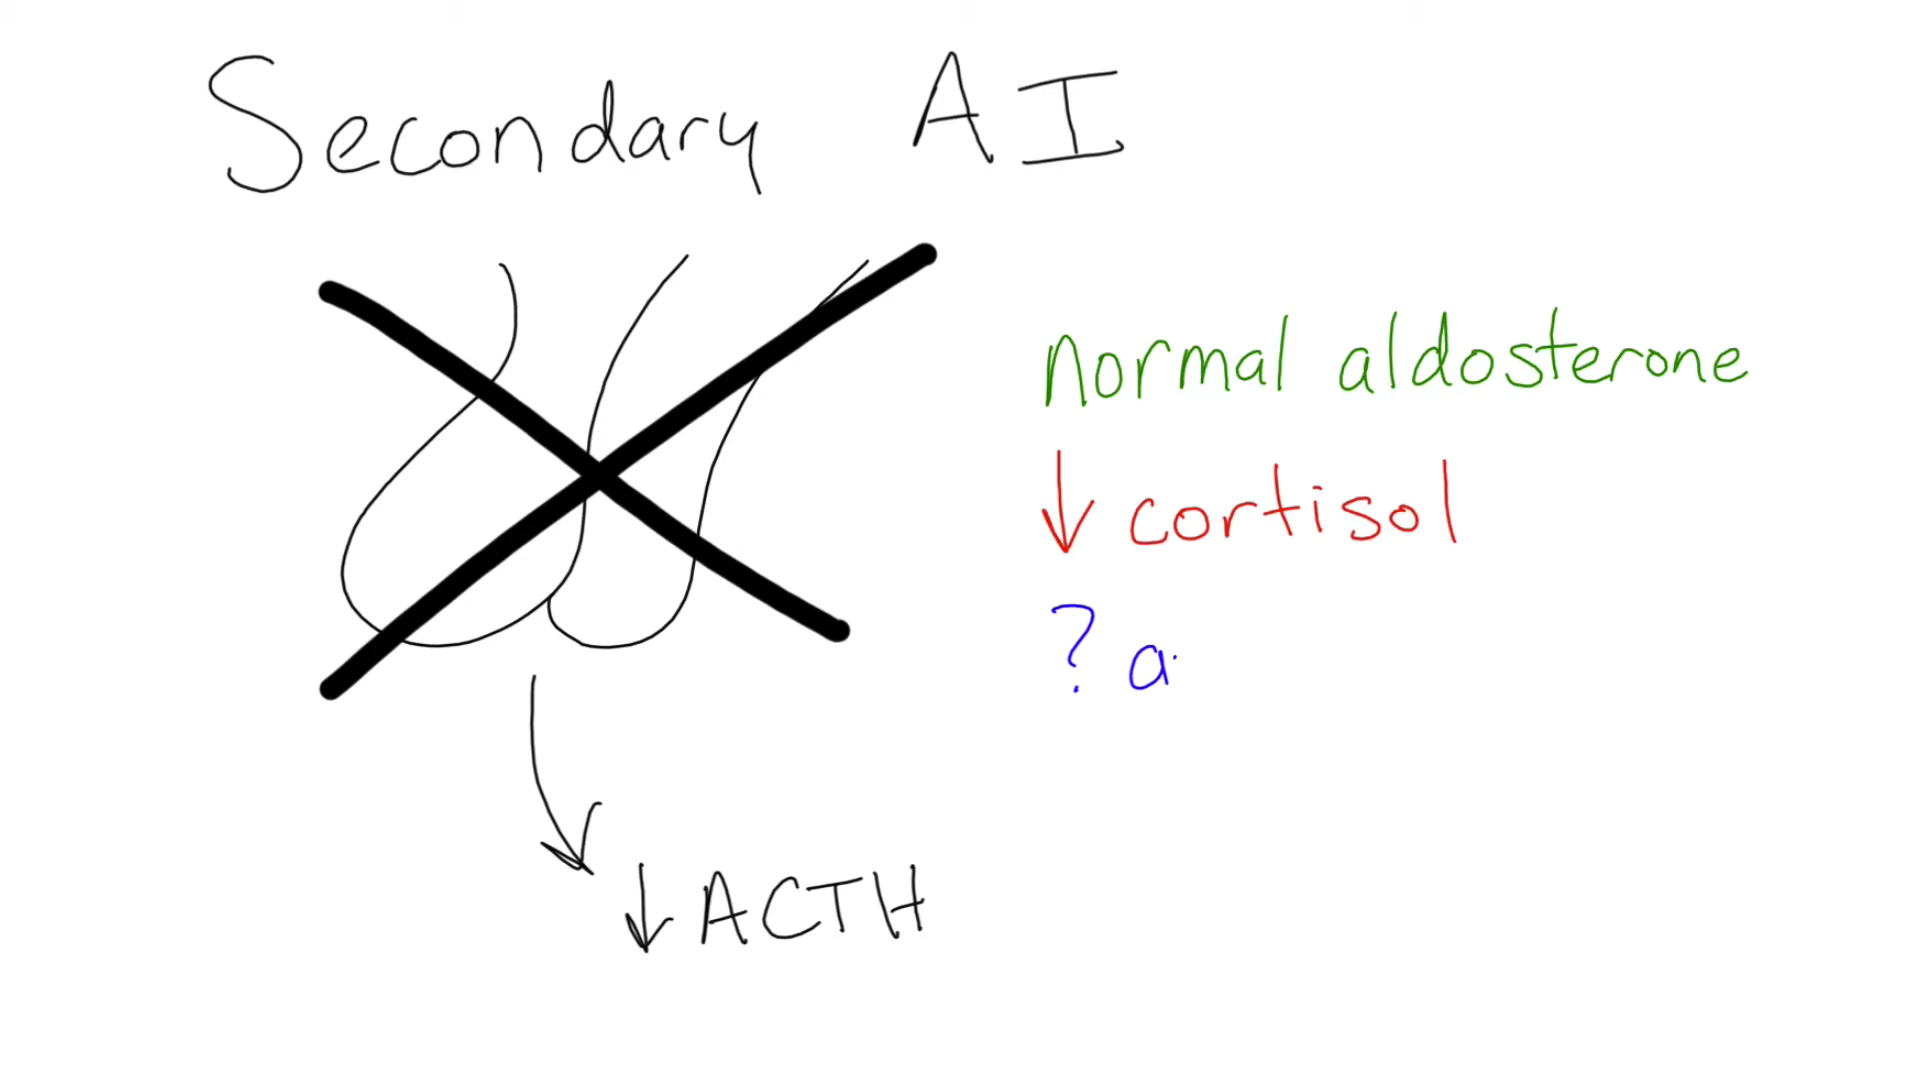 Secondary AI
normal aldosterone
↓ cortisol
? a
↓ ACTH